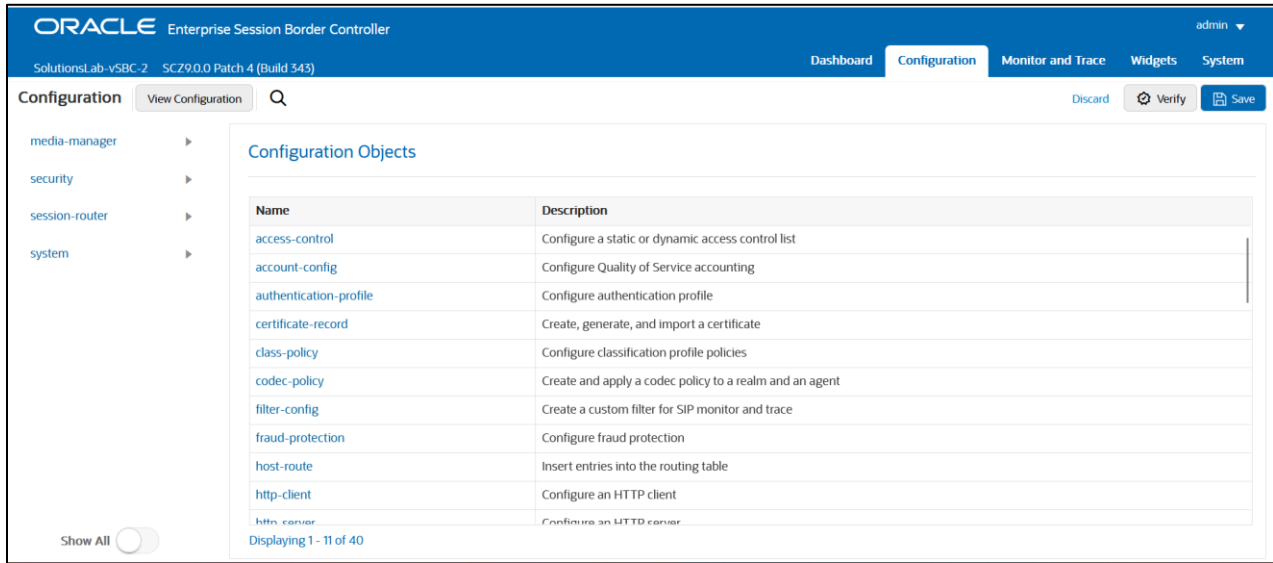 ORACLE Enterprise Session Border Controller
admin
SolutionsLab-vSBC-2 SCZ9.0.0 Patch 4 (Build 343)
Dashboard Configuration Monitor and Trace Widgets System
Configuration View Configuration Discard Verify Save
media-manager
security
session-router
system
Configuration Objects
Name Description
access-control Configure a static or dynamic access control list
account-config Configure Quality of Service accounting
authentication-profile Configure authentication profile
certificate-record Create, generate, and import a certificate
class-policy Configure classification profile policies
codec-policy Create and apply a codec policy to a realm and an agent
filter-config Create a custom filter for SIP monitor and trace
fraud-protection Configure fraud protection
host-route Insert entries into the routing table
http-client Configure an HTTP client
http-server Configure an HTTP server
Show All
Displaying 1 - 11 of 40